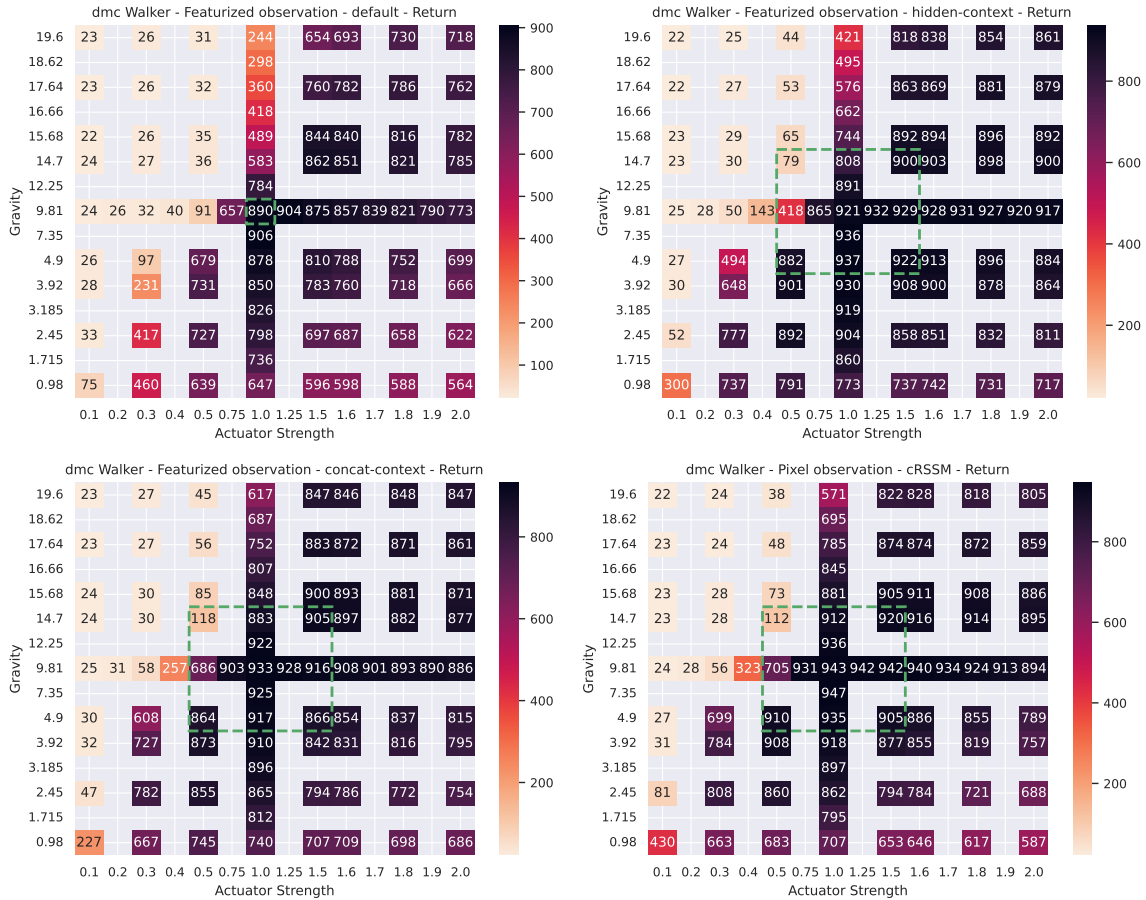 dmc Walker - Featurized observation - default - Return
Gravity
19.6 23 26 31 244 654 693 730 718
18.62 298
17.64 23 26 32 360 760 782 786 762
16.66 418
15.68 22 26 35 489 844 840 816 782
14.7 24 27 36 583 862 851 821 785
12.25 784
9.81 24 26 32 40 91 657 890 904 875 857 839 821 790 773
7.35 906
4.9 26 97 679 878 810 788 752 699
3.92 28 231 731 850 783 760 718 666
3.185 826
2.45 33 417 727 798 697 687 658 622
1.715 736
0.98 75 460 639 647 596 598 588 564
0.1 0.2 0.3 0.4 0.5 0.75 1.0 1.25 1.5 1.6 1.7 1.8 1.9 2.0
Actuator Strength
900
800
700
600
500
400
300
200
100
dmc Walker - Featurized observation - hidden-context - Return
Gravity
19.6 22 25 44 421 818 838 854 861
18.62 495
17.64 22 27 53 576 863 869 881 879
16.66 662
15.68 23 29 65 744 892 894 896 892
14.7 23 30 79 808 900 903 898 900
12.25 891
9.81 25 28 50 143 418 865 921 932 929 928 931 927 920 917
7.35 936
4.9 27 494 882 937 922 913 896 884
3.92 30 648 901 930 908 900 878 864
3.185 919
2.45 52 777 892 904 858 851 832 811
1.715 860
0.98 300 737 791 773 737 742 731 717
0.1 0.2 0.3 0.4 0.5 0.75 1.0 1.25 1.5 1.6 1.7 1.8 1.9 2.0
Actuator Strength
800
600
400
200
dmc Walker - Featurized observation - concat-context - Return
Gravity
19.6 23 27 45 617 847 846 848 847
18.62 687
17.64 23 27 56 752 883 872 871 861
16.66 807
15.68 24 30 85 848 900 893 881 871
14.7 24 30 118 883 905 897 882 877
12.25 922
9.81 25 31 58 257 686 903 933 928 916 908 901 893 890 886
7.35 925
4.9 30 608 864 917 866 854 837 815
3.92 32 727 873 910 842 831 816 795
3.185 896
2.45 47 782 855 865 794 786 772 754
1.715 812
0.98 227 667 745 740 707 709 698 686
0.1 0.2 0.3 0.4 0.5 0.75 1.0 1.25 1.5 1.6 1.7 1.8 1.9 2.0
Actuator Strength
800
600
400
200
dmc Walker - Pixel observation - cRSSM - Return
Gravity
19.6 22 24 38 571 822 828 818 805
18.62 695
17.64 23 24 48 785 874 874 872 859
16.66 845
15.68 23 28 73 881 905 911 908 886
14.7 23 28 112 912 920 916 914 895
12.25 936
9.81 24 28 56 323 705 931 943 942 942 940 934 924 913 894
7.35 947
4.9 27 699 910 935 905 886 855 789
3.92 31 784 908 918 877 855 819 757
3.185 897
2.45 81 808 860 862 794 784 721 688
1.715 795
0.98 430 663 683 707 653 646 617 587
0.1 0.2 0.3 0.4 0.5 0.75 1.0 1.25 1.5 1.6 1.7 1.8 1.9 2.0
Actuator Strength
800
600
400
200